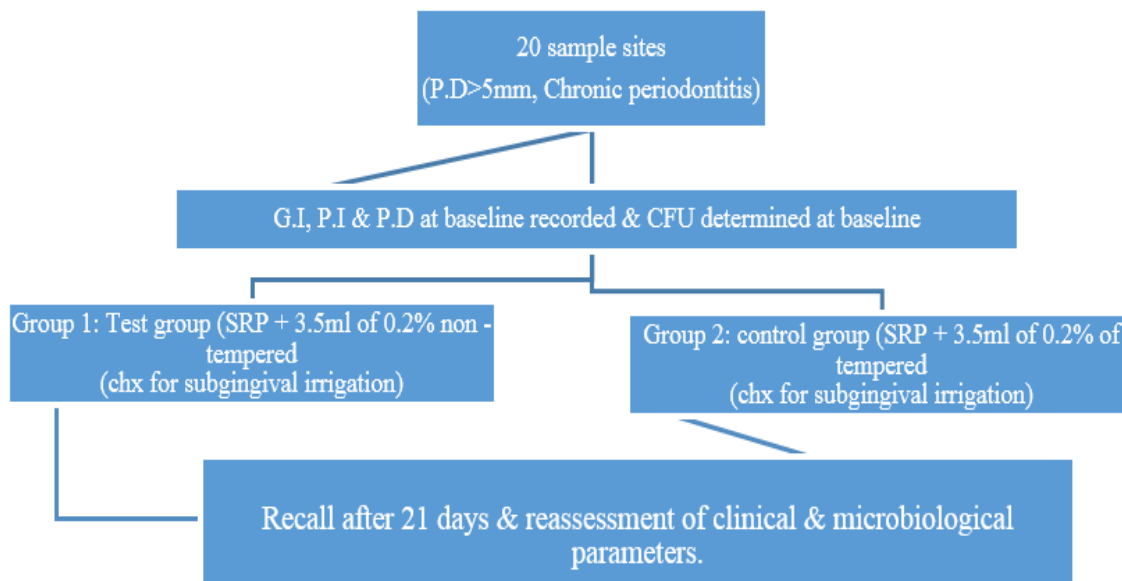 20 sample sites
(P.D>5mm, Chronic periodontitis)
G.I, P.I & P.D at baseline recorded & CFU determined at baseline
Group 1: Test group (SRP + 3.5ml of 0.2% non -
tempered
(chx for subgingival irrigation)
Group 2: control group (SRP + 3.5ml of 0.2% of
tempered
(chx for subgingival irrigation)
Recall after 21 days & reassessment of clinical & microbiological
parameters.